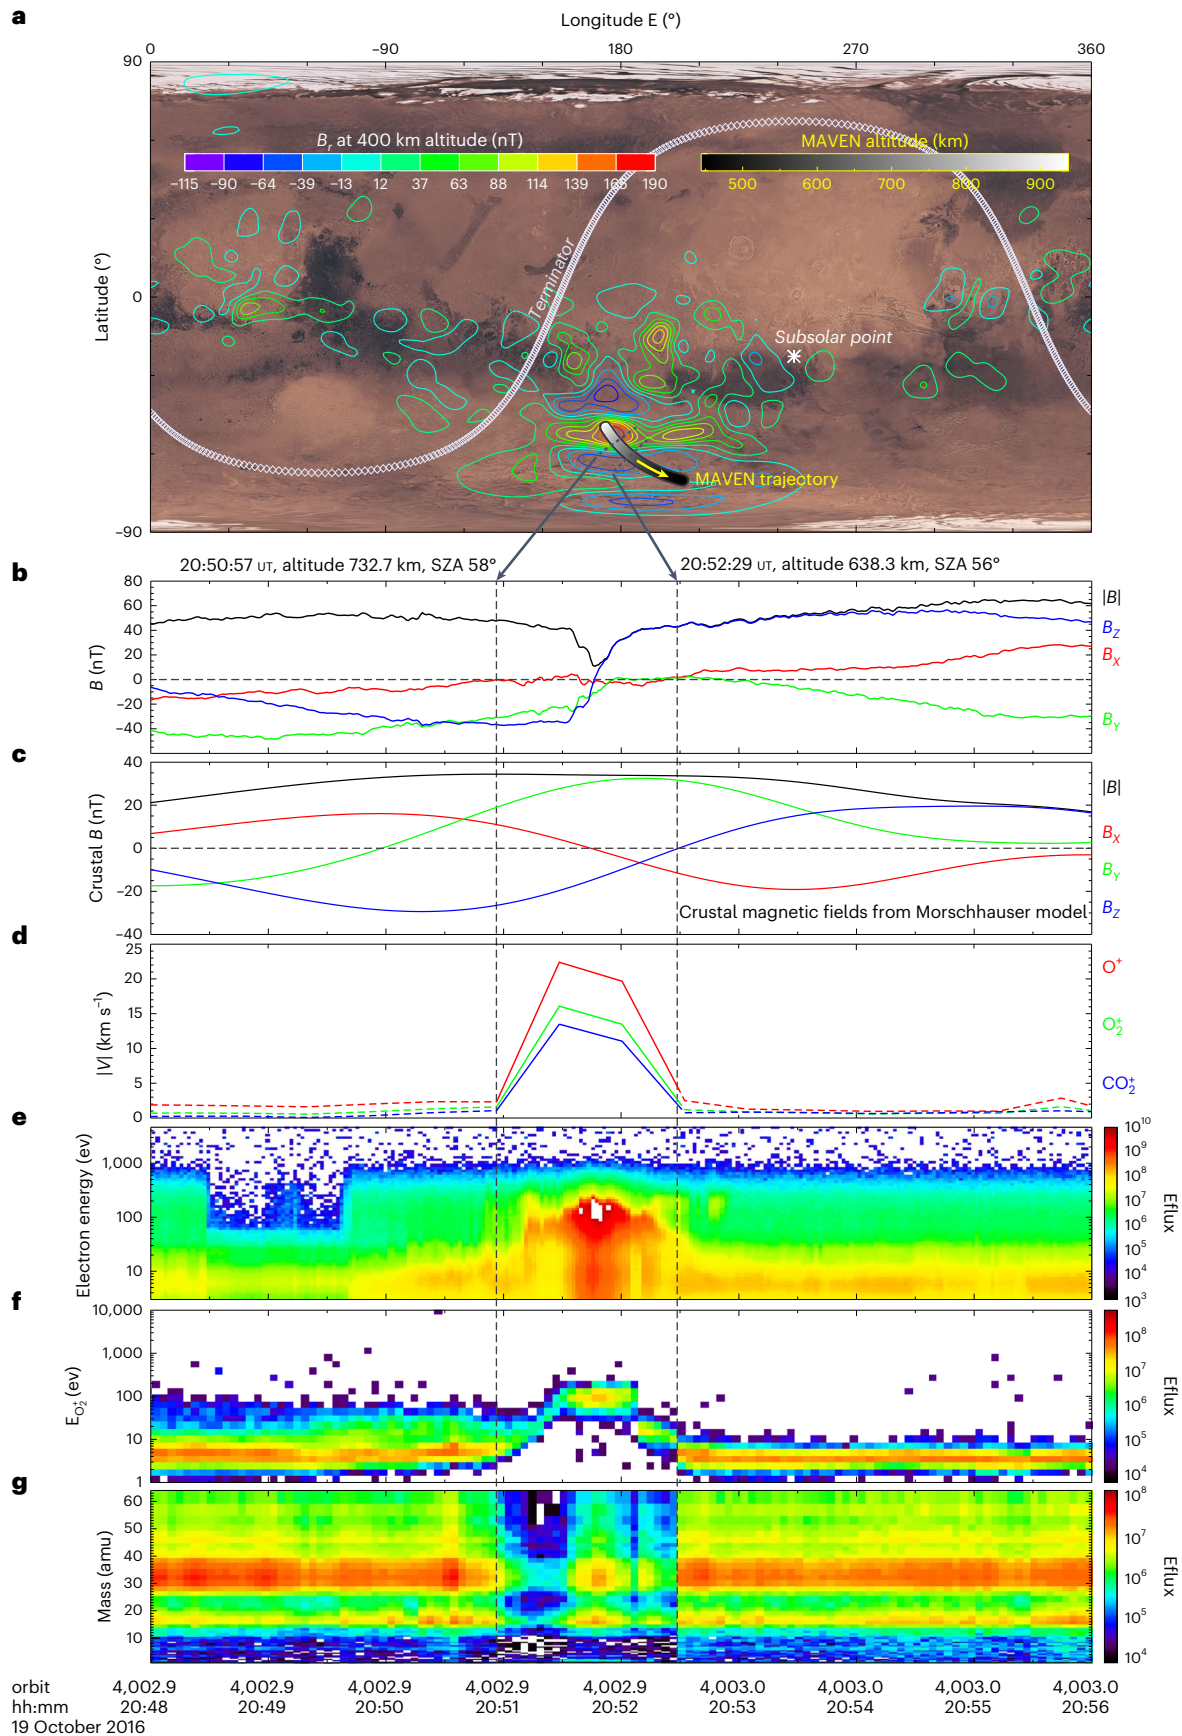 a
Longitude E (°)
0 -90 180 270 360
90
B_r at 400 km altitude (nT)
MAVEN altitude (km)
-115 -90 -64 -39 -13 12 37 63 88 114 139 165 190
500 600 700 800 900
Latitude (°)
Terminator
0
Subsolar point
MAVEN trajectory
–90
20:50:57 UT, altitude 732.7 km, SZA 58°
20:52:29 UT, altitude 638.3 km, SZA 56°
b
B (nT)
80
60
40
20
0
–20
–40
|B|
B_Z
B_X
B_Y
c
Crustal B (nT)
40
20
0
–20
–40
|B|
B_X
B_Y
B_Z
Crustal magnetic fields from Morschhauser model
d
|V| (km s⁻¹)
25
20
15
10
5
0
O⁺
O₂⁺
CO₂⁺
e
Electron energy (ev)
1,000
100
10
10¹⁰
10⁹
10⁸
10⁷
10⁶
10⁵
10⁴
10³
Eflux
f
E_O₂⁺ (ev)
10,000
1,000
100
10
1
10⁸
10⁷
10⁶
10⁵
10⁴
Eflux
g
Mass (amu)
60
50
40
30
20
10
10⁸
10⁷
10⁶
10⁵
10⁴
Eflux
orbit 4,002.9 4,002.9 4,002.9 4,002.9 4,002.9 4,003.0 4,003.0 4,003.0 4,003.0
hh:mm 20:48 20:49 20:50 20:51 20:52 20:53 20:54 20:55 20:56
19 October 2016